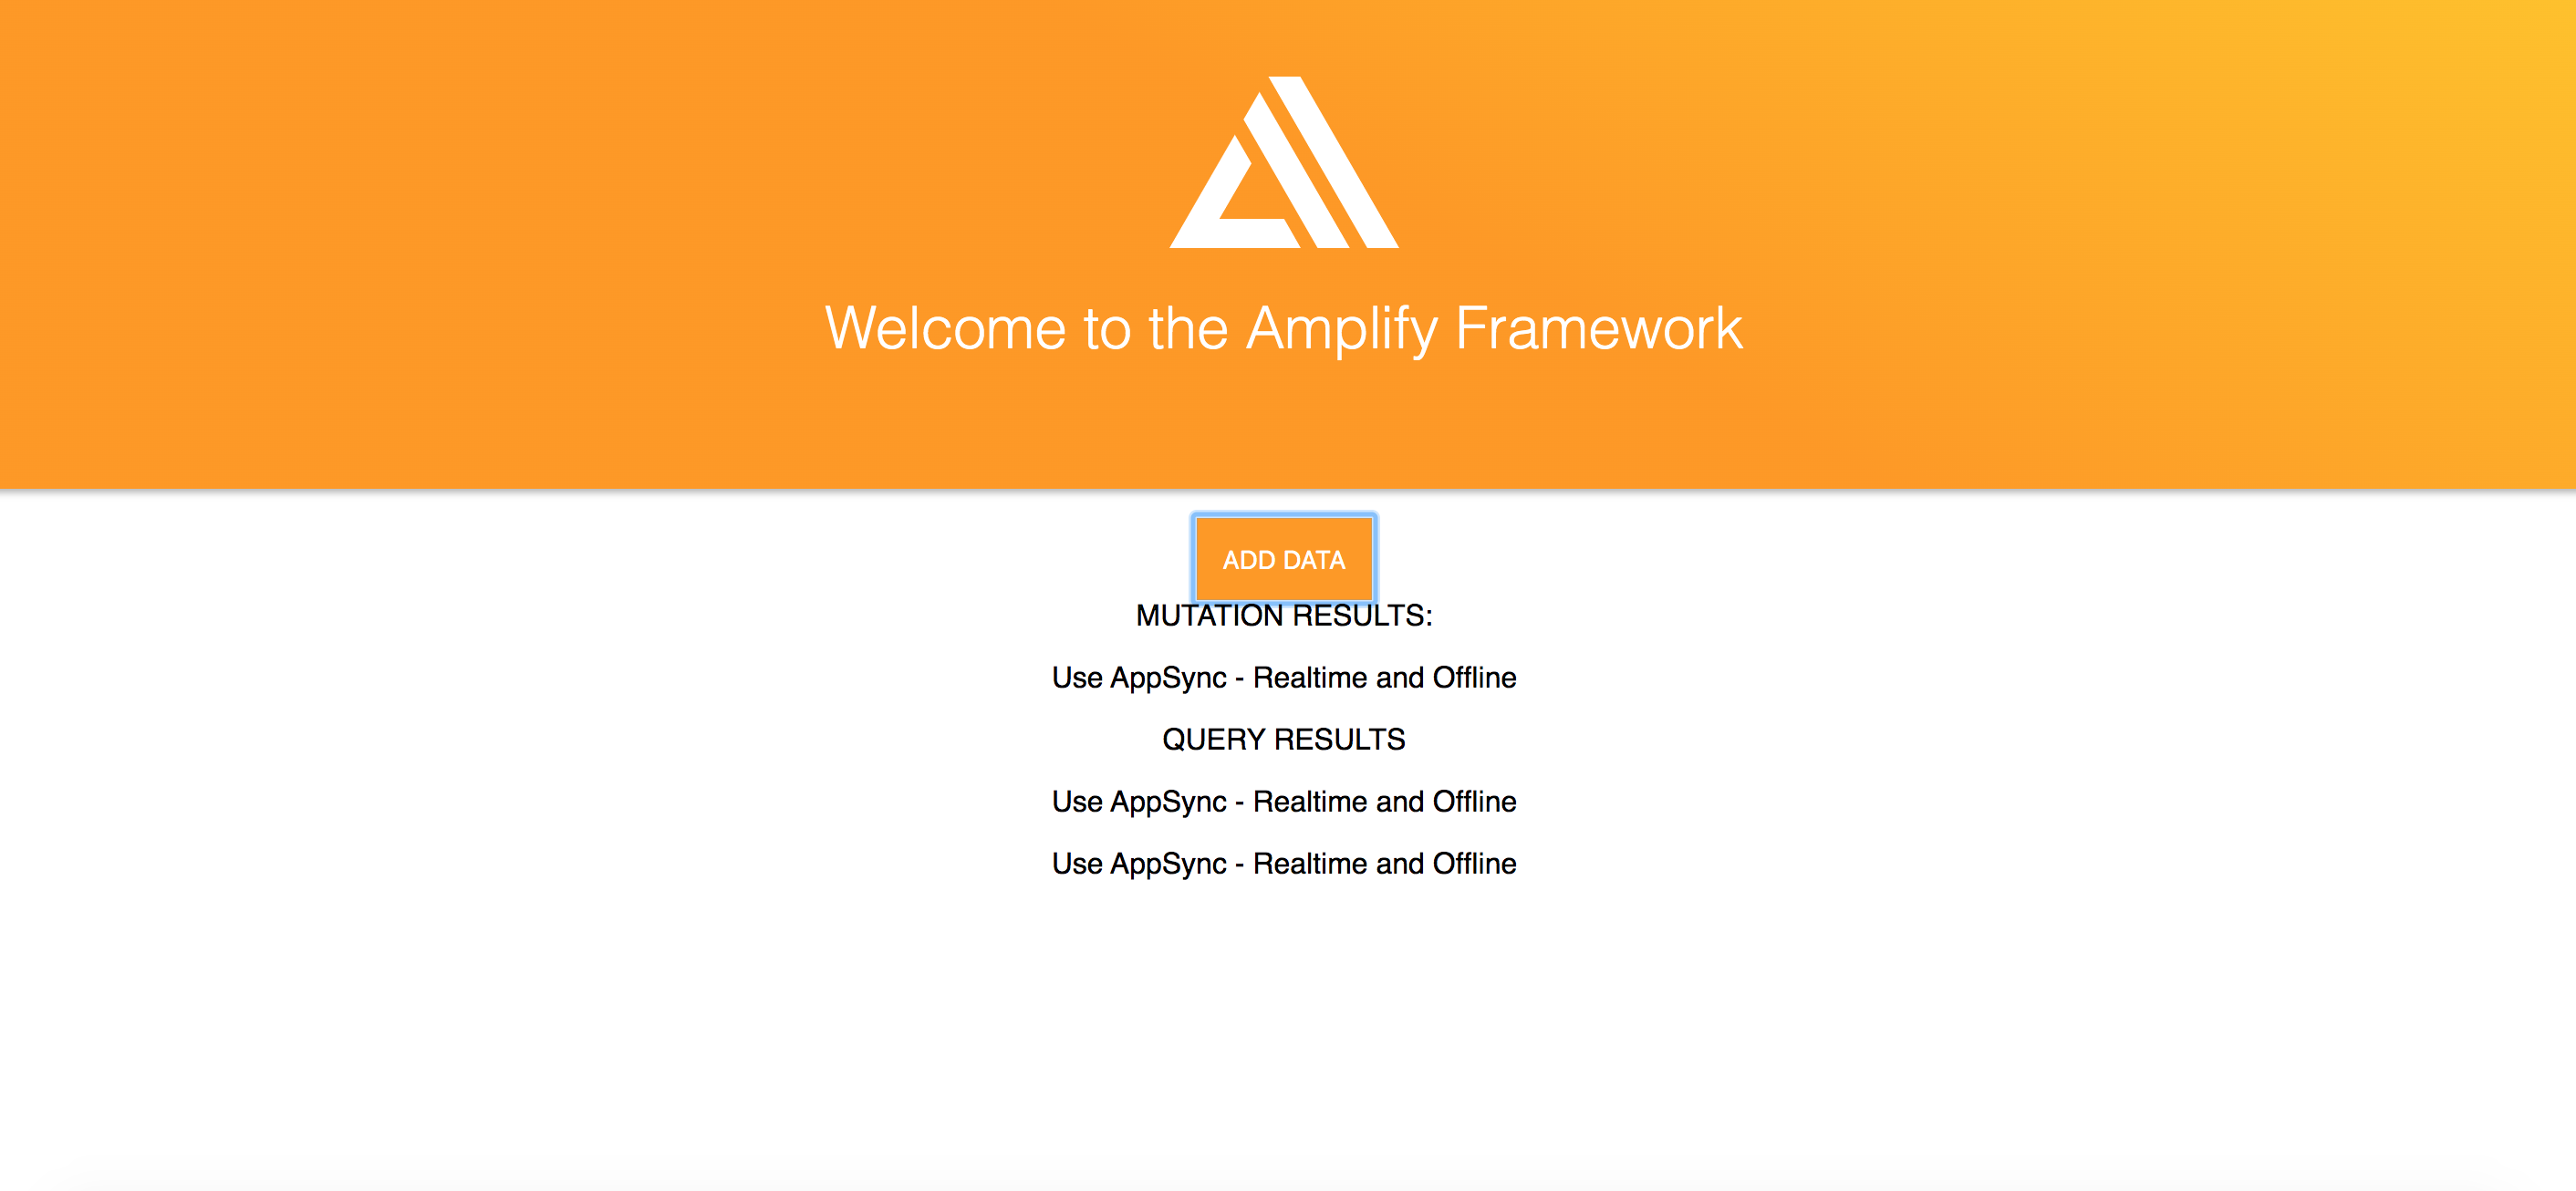 Welcome to the Amplify Framework
ADD DATA
MUTATION RESULTS:
Use AppSync - Realtime and Offline
QUERY RESULTS
Use AppSync - Realtime and Offline
Use AppSync - Realtime and Offline